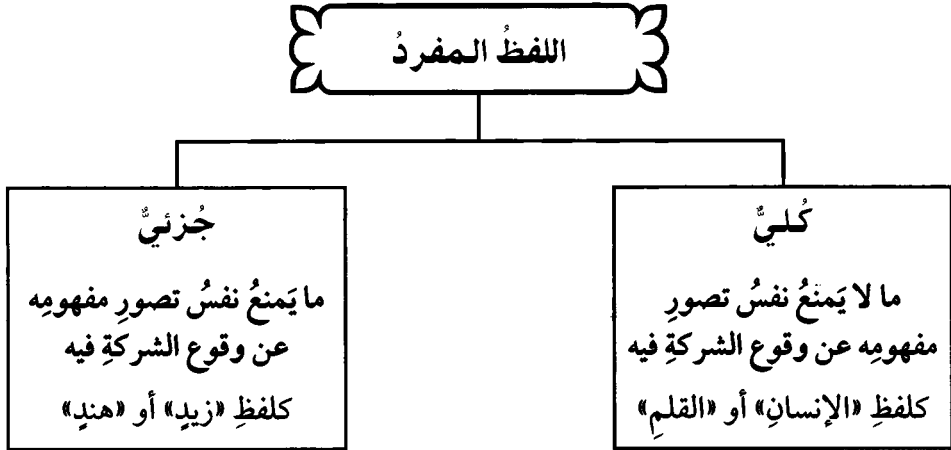 اللفظُ المفردُ
كُليٌّ
ما لا يَمنَعُ نفسُ تصورِ
مفهومِه عن وقوع الشركةِ فيه
كلفظِ «الإنسانِ» أو «القلمِ»
جُزئيٌّ
ما يَمنعُ نفسُ تصورِ مفهومِه
عن وقوع الشركةِ فيه
كلفظِ «زيدٍ» أو «هندٍ»